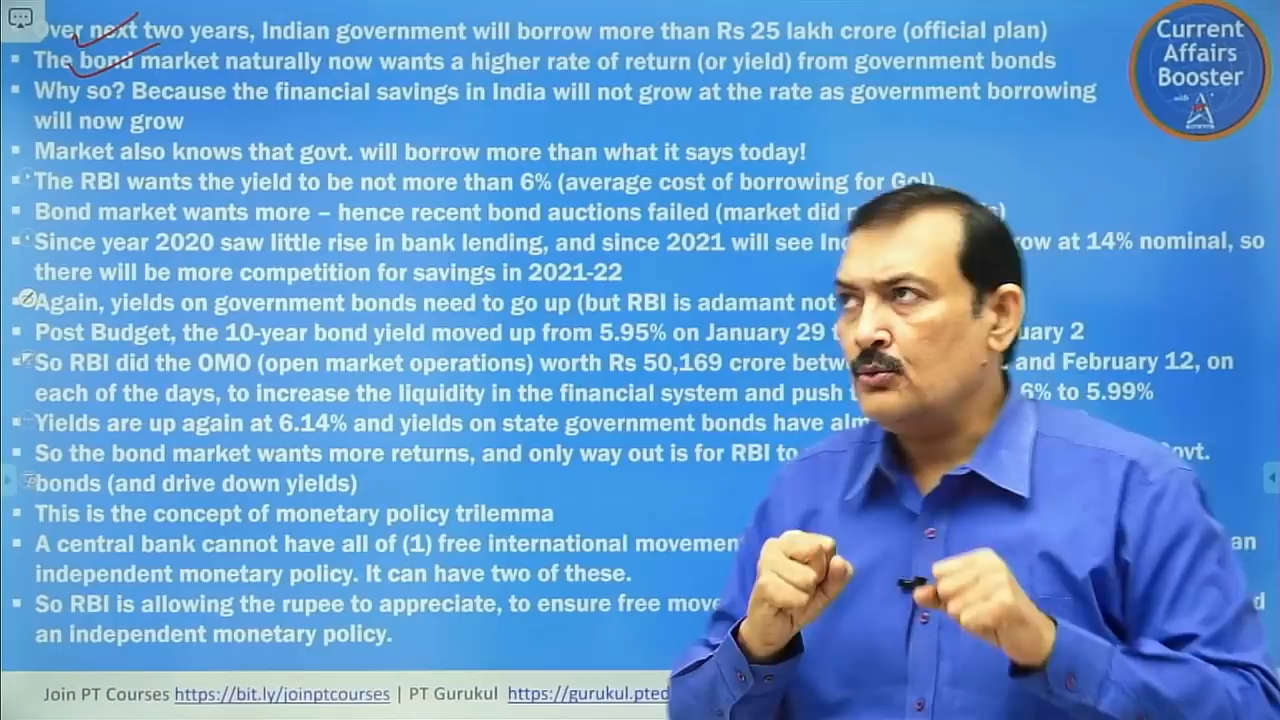 ver next two years, Indian government will borrow more than Rs 25 lakh crore (official plan)
The bond market naturally now wants a higher rate of return (or yield) from government bonds
Why so? Because the financial savings in India will not grow at the rate as government borrowing
will now grow
Market also knows that govt. will borrow more than what it says today!
The RBI wants the yield to be not more than 6% (average cost of borrowing for GoI)
Bond market wants more – hence recent bond auctions failed (market did
Since year 2020 saw little rise in bank lending, and since 2021 will see at 14% nominal, so
there will be more competition for savings in 2021-22
Again, yields on government bonds need to go up (but RBI is adamant not
Post Budget, the 10-year bond yield moved up from 5.95% on January 29 2
So RBI did the OMO (open market operations) worth Rs 50,169 crore and February 12, on
each of the days, to increase the liquidity in the financial system and push 6% to 5.99%
Yields are up again at 6.14% and yields on state government bonds have
So the bond market wants more returns, and only way out is for RBI to
bonds (and drive down yields)
This is the concept of monetary policy trilemma
A central bank cannot have all of (1) free international an
independent monetary policy. It can have two of these.
So RBI is allowing the rupee to appreciate, to ensure free
an independent monetary policy.
Current
Affairs
Booster
with
Join PT Courses https://bit.ly/joinptcourses | PT Gurukul https://gurukul.pted